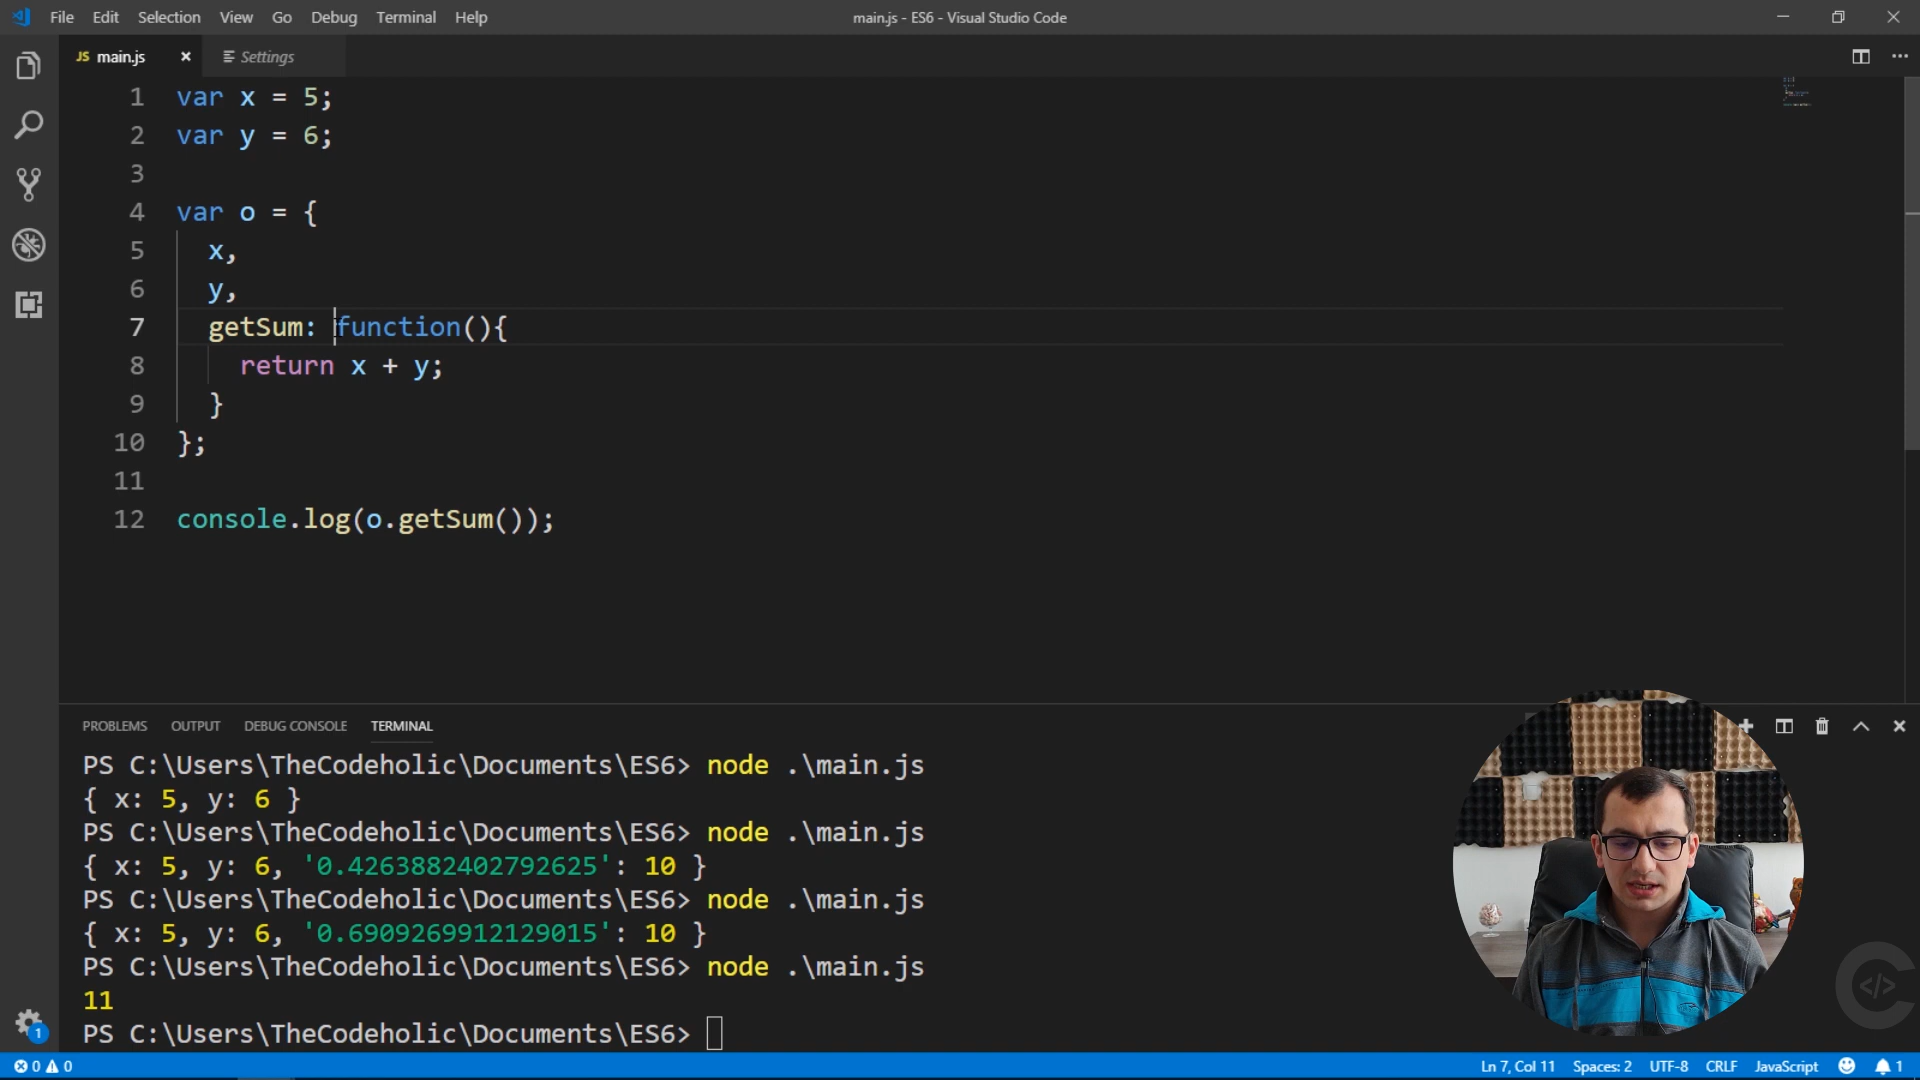 File Edit Selection View Go Debug Terminal Help
main.js - ES6 - Visual Studio Code
JS main.js
Settings
1 var x = 5;
2 var y = 6;
3
4 var o = {
5 x,
6 y,
7 getSum: function(){
8 return x + y;
9 }
10 };
11
12 console.log(o.getSum());
PROBLEMS OUTPUT DEBUG CONSOLE TERMINAL
PS C:\Users\TheCodeholic\Documents\ES6> node .\main.js
{ x: 5, y: 6 }
PS C:\Users\TheCodeholic\Documents\ES6> node .\main.js
{ x: 5, y: 6, '0.4263882402792625': 10 }
PS C:\Users\TheCodeholic\Documents\ES6> node .\main.js
{ x: 5, y: 6, '0.6909269912129015': 10 }
PS C:\Users\TheCodeholic\Documents\ES6> node .\main.js
11
PS C:\Users\TheCodeholic\Documents\ES6>
1
0 0
Ln 7, Col 11 Spaces: 2 UTF-8 CRLF JavaScript 1